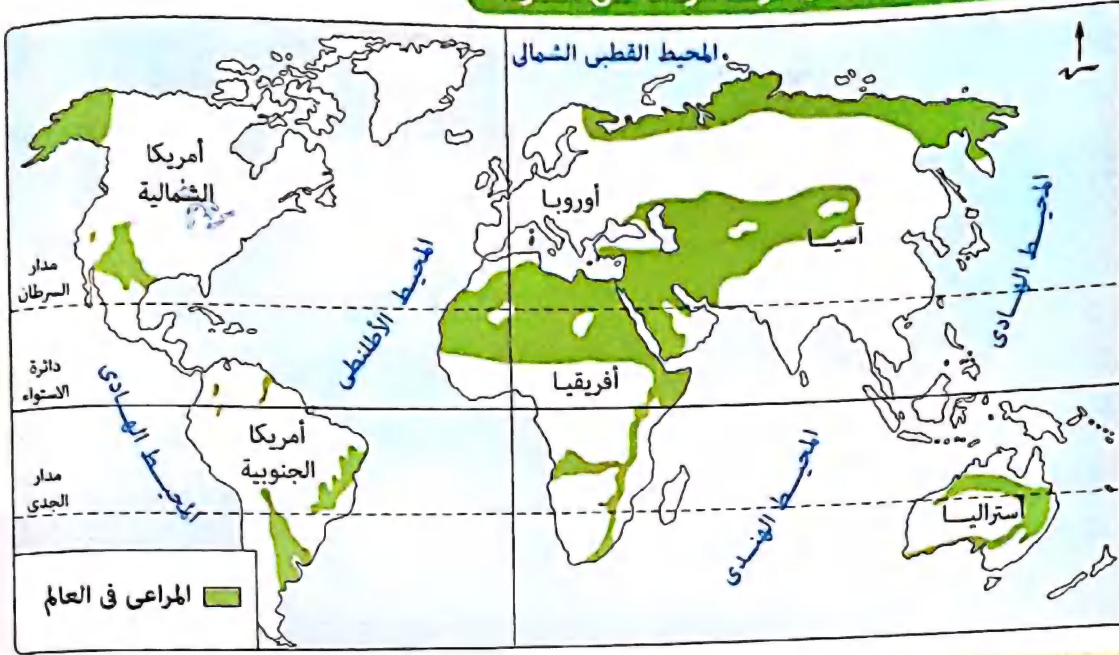 المحيط القطبى الشمالى
أمريكا
الشمالية
أوروبا
آسيا
المحيط الهادى
المحيط الأطلنطى
مدار
السرطان
أفريقيا
دائرة
الاستواء
المحيط الهادى
أمريكا
الجنوبية
المحيط الهندى
مدار
الجدى
أستراليا
المراعى فى العالم